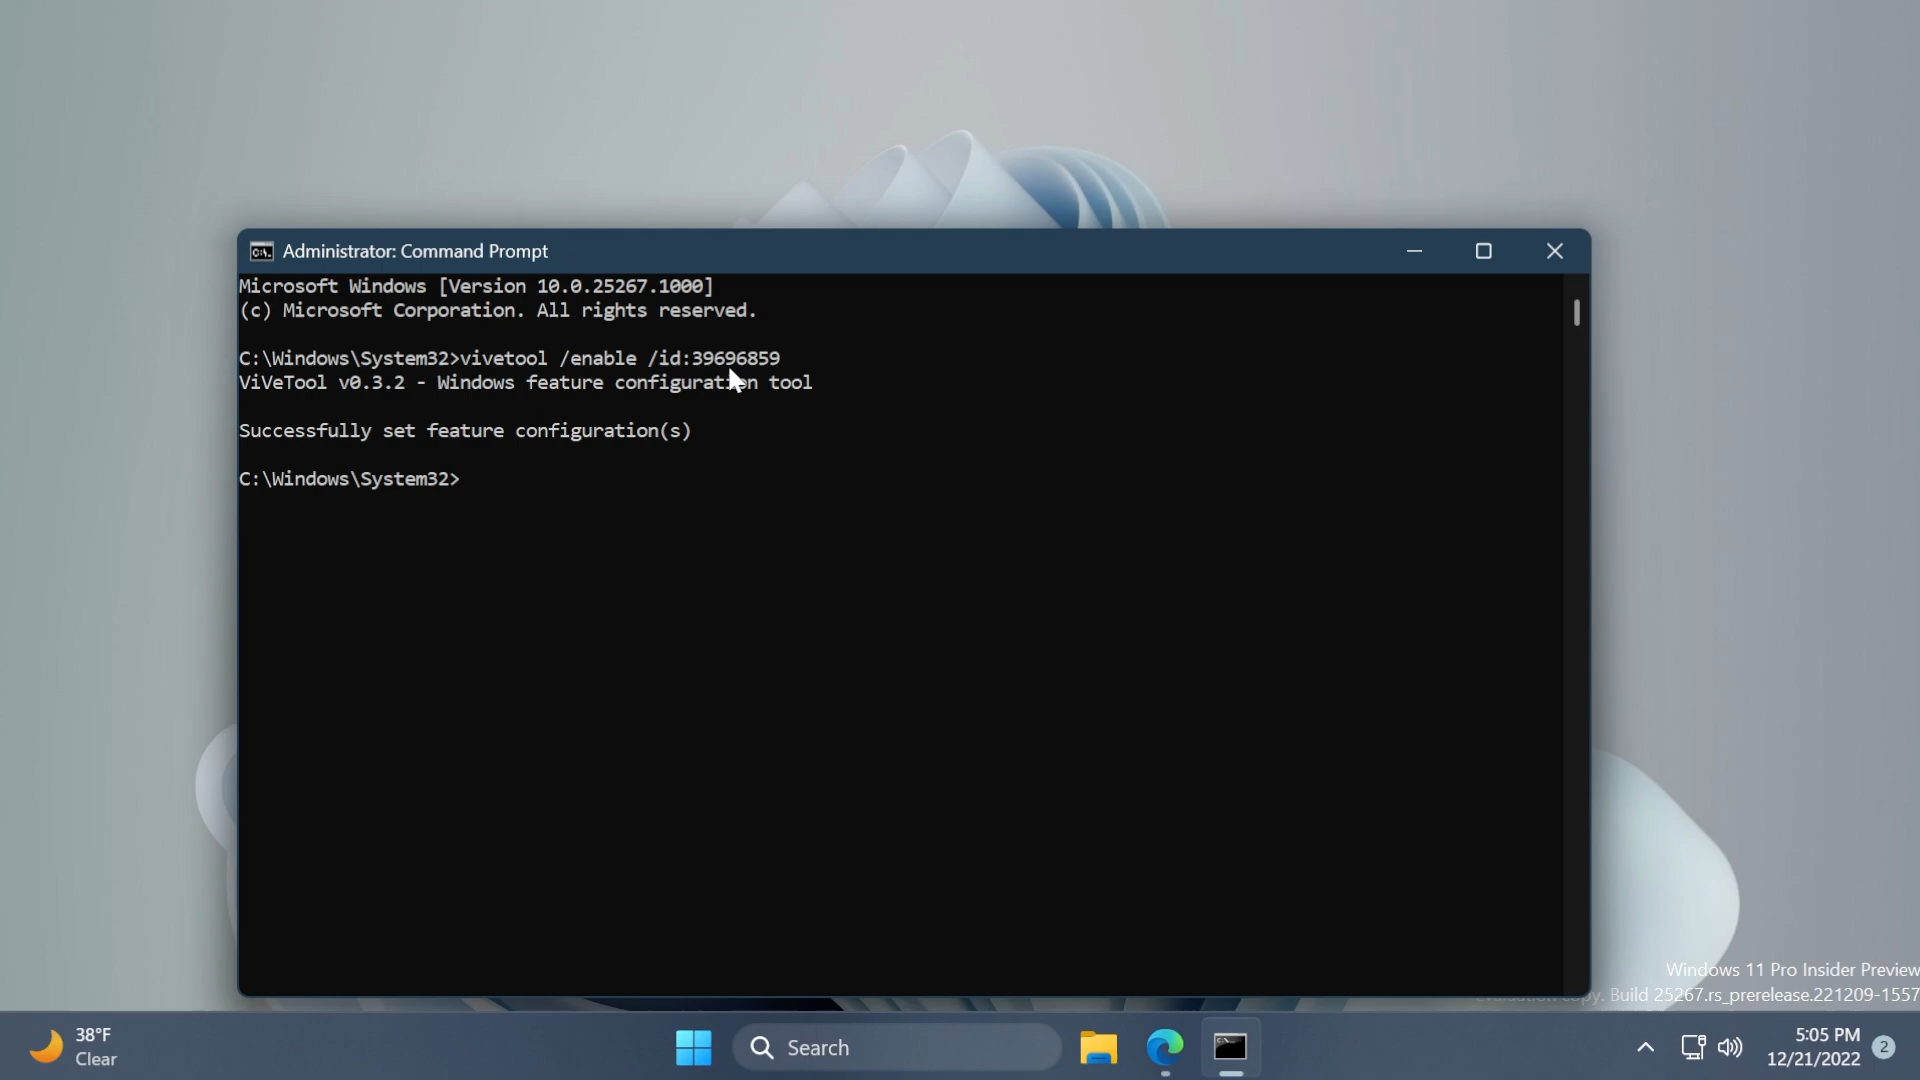 Administrator: Command Prompt
Microsoft Windows [Version 10.0.25267.1000]
(c) Microsoft Corporation. All rights reserved.
C:\Windows\System32>vivetool /enable /id:39696859
ViVeTool v0.3.2 - Windows feature configuration tool
Successfully set feature configuration(s)
C:\Windows\System32>
Windows 11 Pro Insider Preview
Evaluation copy. Build 25267.rs_prerelease.221209-1557
38°F
Clear
Search
5:05 PM
12/21/2022
2